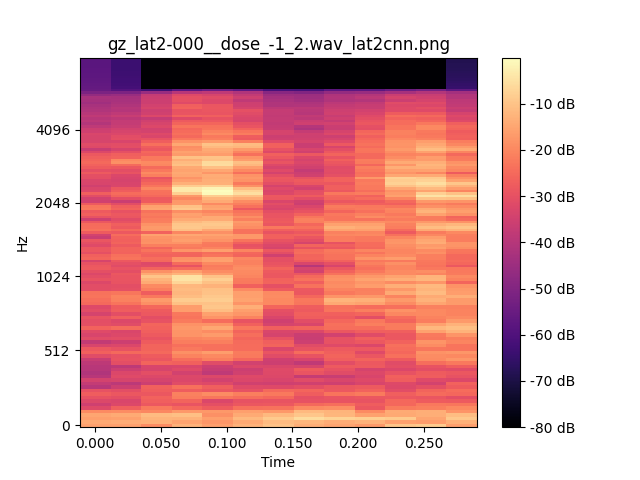 gz_lat2-000__dose_-1_2.wav_lat2cnn.png
4096
2048
1024
512
0
Hz
0.000 0.050 0.100 0.150 0.200 0.250
Time
-10 dB
-20 dB
-30 dB
-40 dB
-50 dB
-60 dB
-70 dB
-80 dB